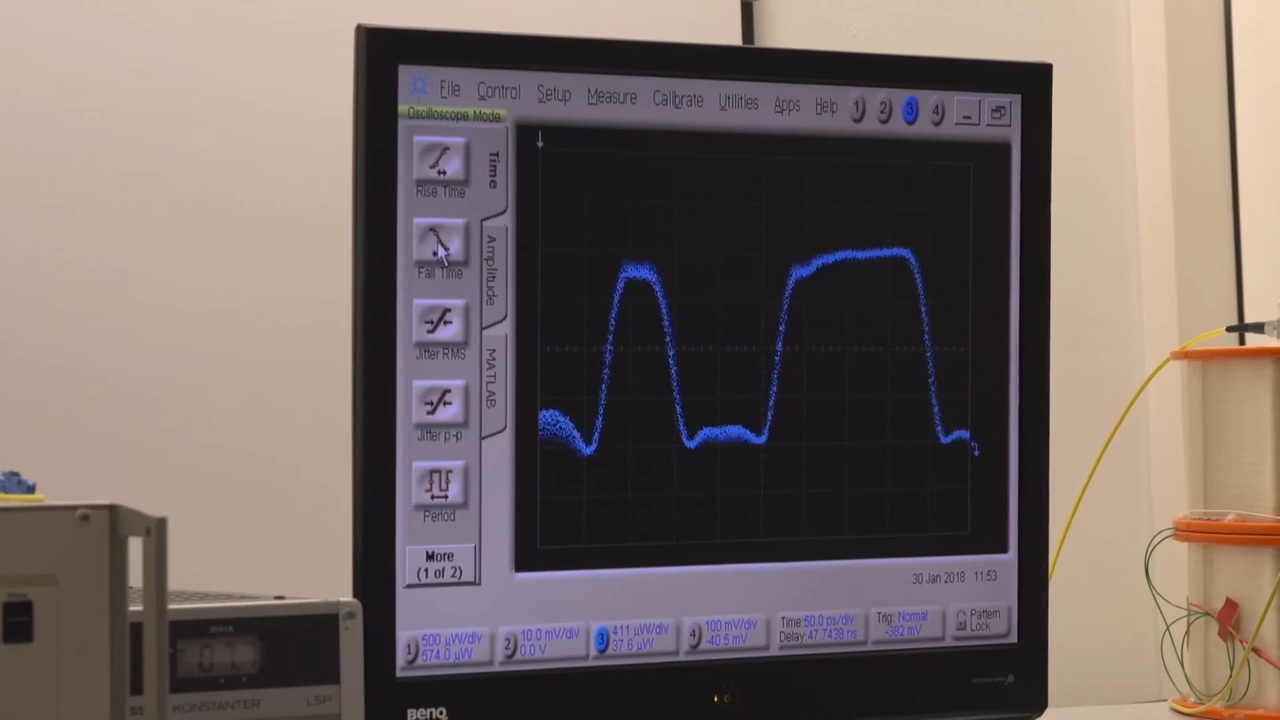 File Control Setup Measure Calibrate Utilities Apps Help 1 2 3 4
Oscilloscope Mode
Time
Rise Time
Amplitude
Fall Time
MATLAB
Jitter RMS
Jitter p-p
Period
More
(1 of 2)
30 Jan 2018 11:53
1 500 µW/div
574.0 µW
2 10.0 mV/div
0.0 V
3 411 µW/div
37.6 µW
4 100 mV/div
-40.5 mV
Time:50.0 ps/div
Delay:47.7438 ns
Trig: Normal
-382 mV
Pattern
Lock
BenQ
KONSTANTER LSP